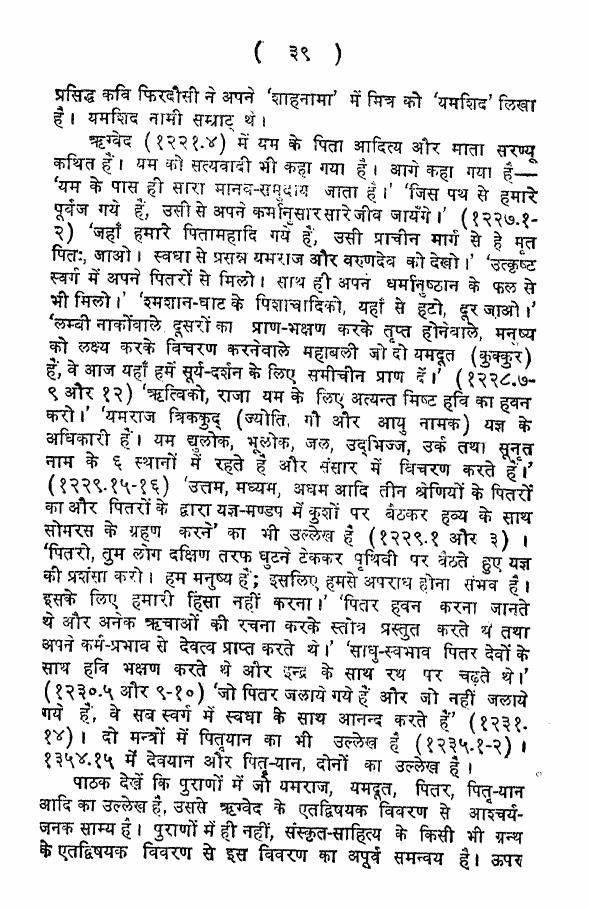 ( ३९ )
प्रसिद्ध कवि फिरदौसी ने अपने 'शाहनामा' में मित्र को 'यमशिद' लिखा
है। यमशिद नामी सम्राट् थे।
ऋग्वेद (१२२१.४) में यम के पिता आदित्य और माता सरण्यू
कथित हैं। यम को सत्यवादी भी कहा गया है। आगे कहा गया है—
'यम के पास ही सारा मानव-समुदाय जाता है।' 'जिस पथ से हमारे
पूर्वज गये हैं, उसी से अपने कर्मानुसार सारे जीव जायँगे।' (१२२७.१-
२) 'जहाँ हमारे पितामहादि गये हैं, उसी प्राचीन मार्ग से हे मृत
पितः, जाओ। स्वधा से प्रसन्न यमराज और वरुणदेव को देखो।' 'उत्कृष्ट
स्वर्ग में अपने पितरों से मिलो। साथ ही अपने धर्मानुष्ठान के फल से
भी मिलो।' 'श्मशान-घाट के पिशाचादिको, यहाँ से हटो, दूर जाओ।'
'लम्बी नाकोंवाले दूसरों का प्राण-भक्षण करके तृप्त होनेवाले, मनुष्य
को लक्ष्य करके विचरण करनेवाले महाबली जो दो यमदूत (कुक्कुर)
हैं, वे आज यहाँ हमें सूर्य-दर्शन के लिए समीचीन प्राण दें।' (१२२८.७-
९ और १२) 'ऋत्विको, राजा यम के लिए अत्यन्त मिष्ट हवि का हवन
करो।' 'यमराज त्रिककुद् (ज्योति, गौ और आयु नामक) यज्ञ के
अधिकारी हैं। यम द्युलोक, भूलोक, जल, उद्भिज्ज, उर्क तथा सूनृत
नाम के ६ स्थानों में रहते हैं और संसार में विचरण करते हैं।'
(१२२९.१५-१६) 'उत्तम, मध्यम, अधम आदि तीन श्रेणियों के पितरों
का और पितरों के द्वारा यज्ञ-मण्डप में कुशों पर बैठकर हव्य के साथ
सोमरस के ग्रहण करने' का भी उल्लेख है (१२२९.१ और ३) ।
'पितरो, तुम लोग दक्षिण तरफ घुटने टेककर पृथिवी पर बैठते हुए यज्ञ
की प्रशंसा करो। हम मनुष्य हैं; इसलिए हमसे अपराध होना संभव है।
इसके लिए हमारी हिंसा नहीं करना।' 'पितर हवन करना जानते
थे और अनेक ऋचाओं की रचना करके स्तोत्र प्रस्तुत करते थे तथा
अपने कर्म-प्रभाव से देवत्व प्राप्त करते थे।' 'साधु-स्वभाव पितर देवों के
साथ हवि भक्षण करते थे और इन्द्र के साथ रथ पर चढ़ते थे।'
(१२३०.५ और ९-१०) 'जो पितर जलाये गये हैं और जो नहीं जलाये
गये हैं, वे सब स्वर्ग में स्वधा के साथ आनन्द करते हैं' (१२३१.
१४)। दो मन्त्रों में पितृयान का भी उल्लेख है (१२३५.१-२) ।
१३५४.१५ में देवयान और पितृ-यान, दोनों का उल्लेख है।
पाठक देखें कि पुराणों में जो यमराज, यमदूत, पितर, पितृ-यान
आदि का उल्लेख है, उससे ऋग्वेद के एतद्विषयक विवरण से आश्चर्य-
जनक साम्य है। पुराणों में ही नहीं, संस्कृत-साहित्य के किसी भी ग्रन्थ
के एतद्विषयक विवरण से इस विवरण का अपूर्व समन्वय है। ऊपर